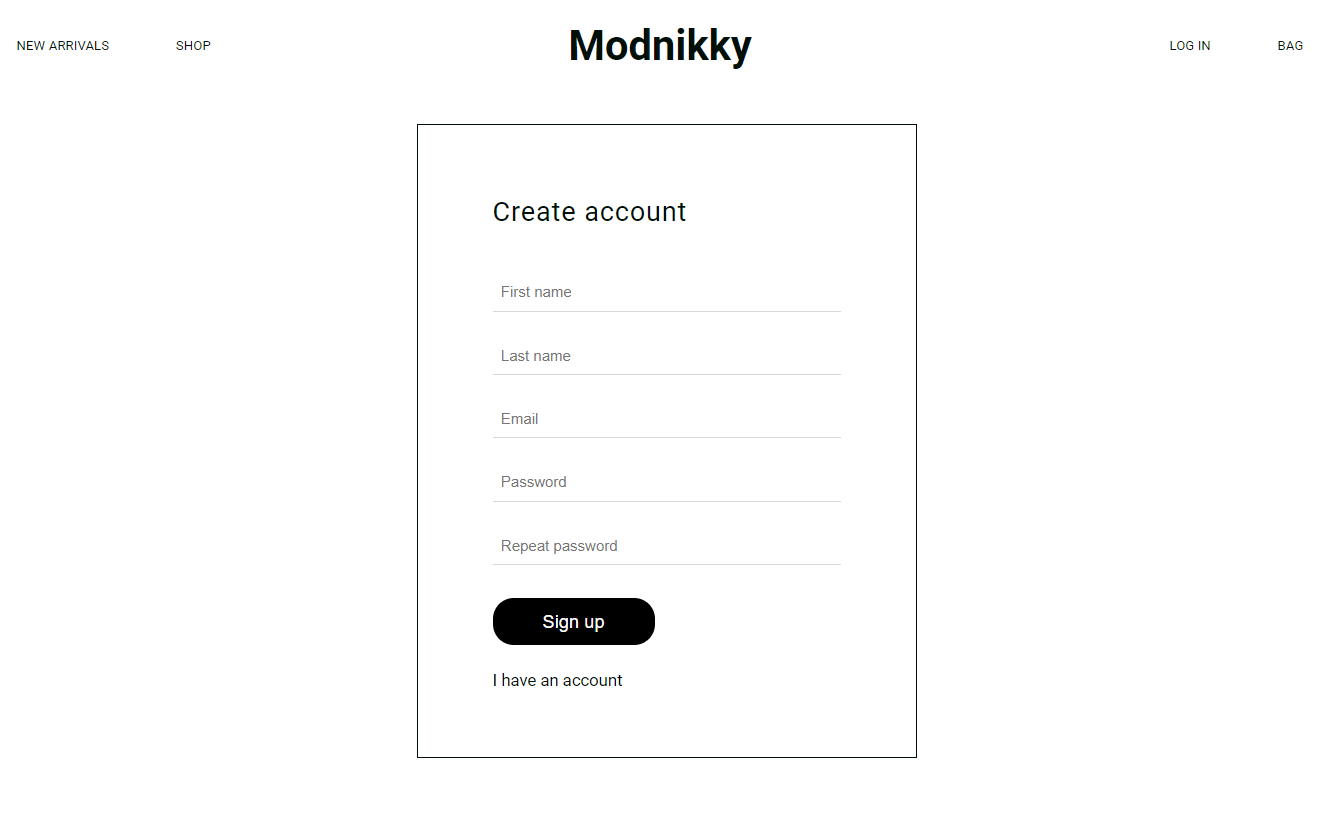 NEW ARRIVALS SHOP Modnikky LOG IN BAG
Create account
First name
Last name
Email
Password
Repeat password
Sign up
I have an account